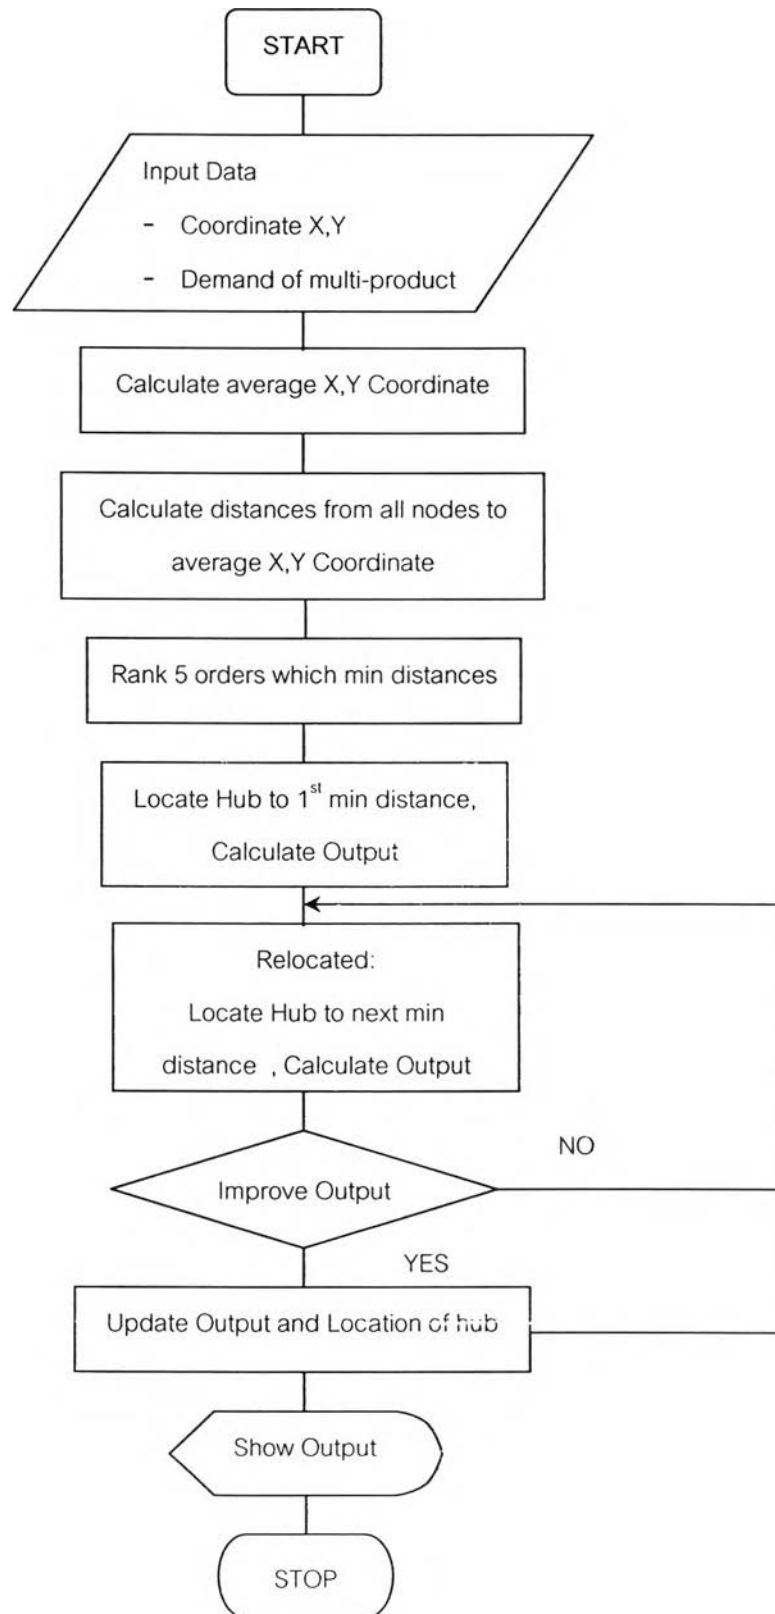 START
Input Data
- Coordinate X,Y
- Demand of multi-product
Calculate average X,Y Coordinate
Calculate distances from all nodes to
average X,Y Coordinate
Rank 5 orders which min distances
Locate Hub to 1st min distance,
Calculate Output
Relocated:
Locate Hub to next min
distance , Calculate Output
NO
Improve Output
YES
Update Output and Location of hub
Show Output
STOP